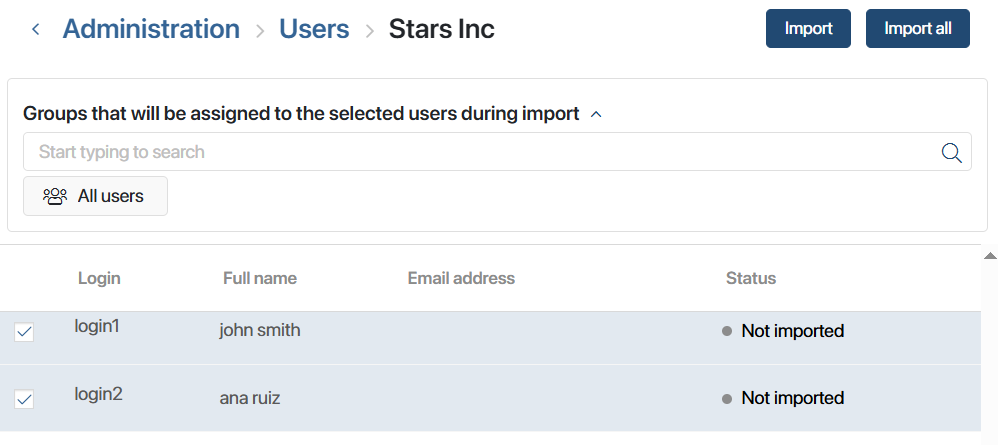 Administration > Users > Stars Inc Import Import all
Groups that will be assigned to the selected users during import
Start typing to search
All users
Login Full name Email address Status
login1 john smith Not imported
login2 ana ruiz Not imported